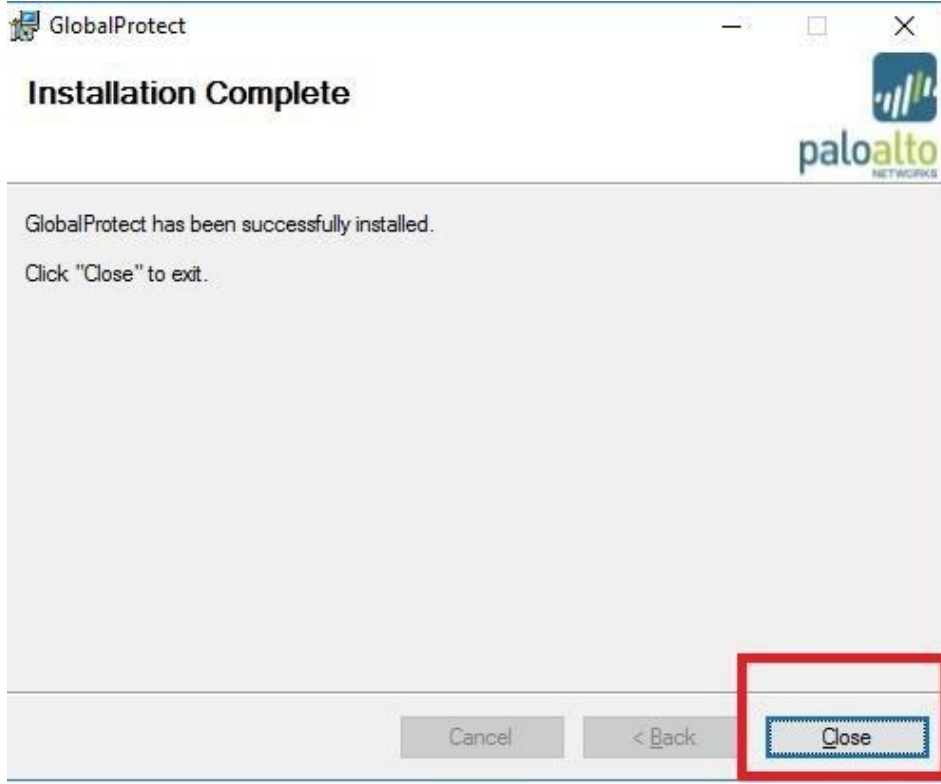 GlobalProtect
Installation Complete
paloalto
NETWORKS
GlobalProtect has been successfully installed.
Click "Close" to exit.
Cancel
< Back
Close